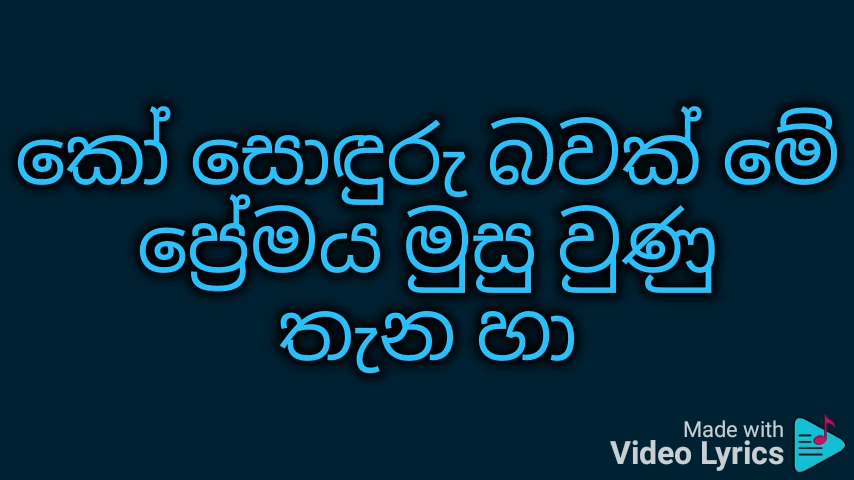 කෝ සොඳුරු බවක් මේ
ප්‍රේමය මුසු වුණු
තැන හා
Made with
Video Lyrics